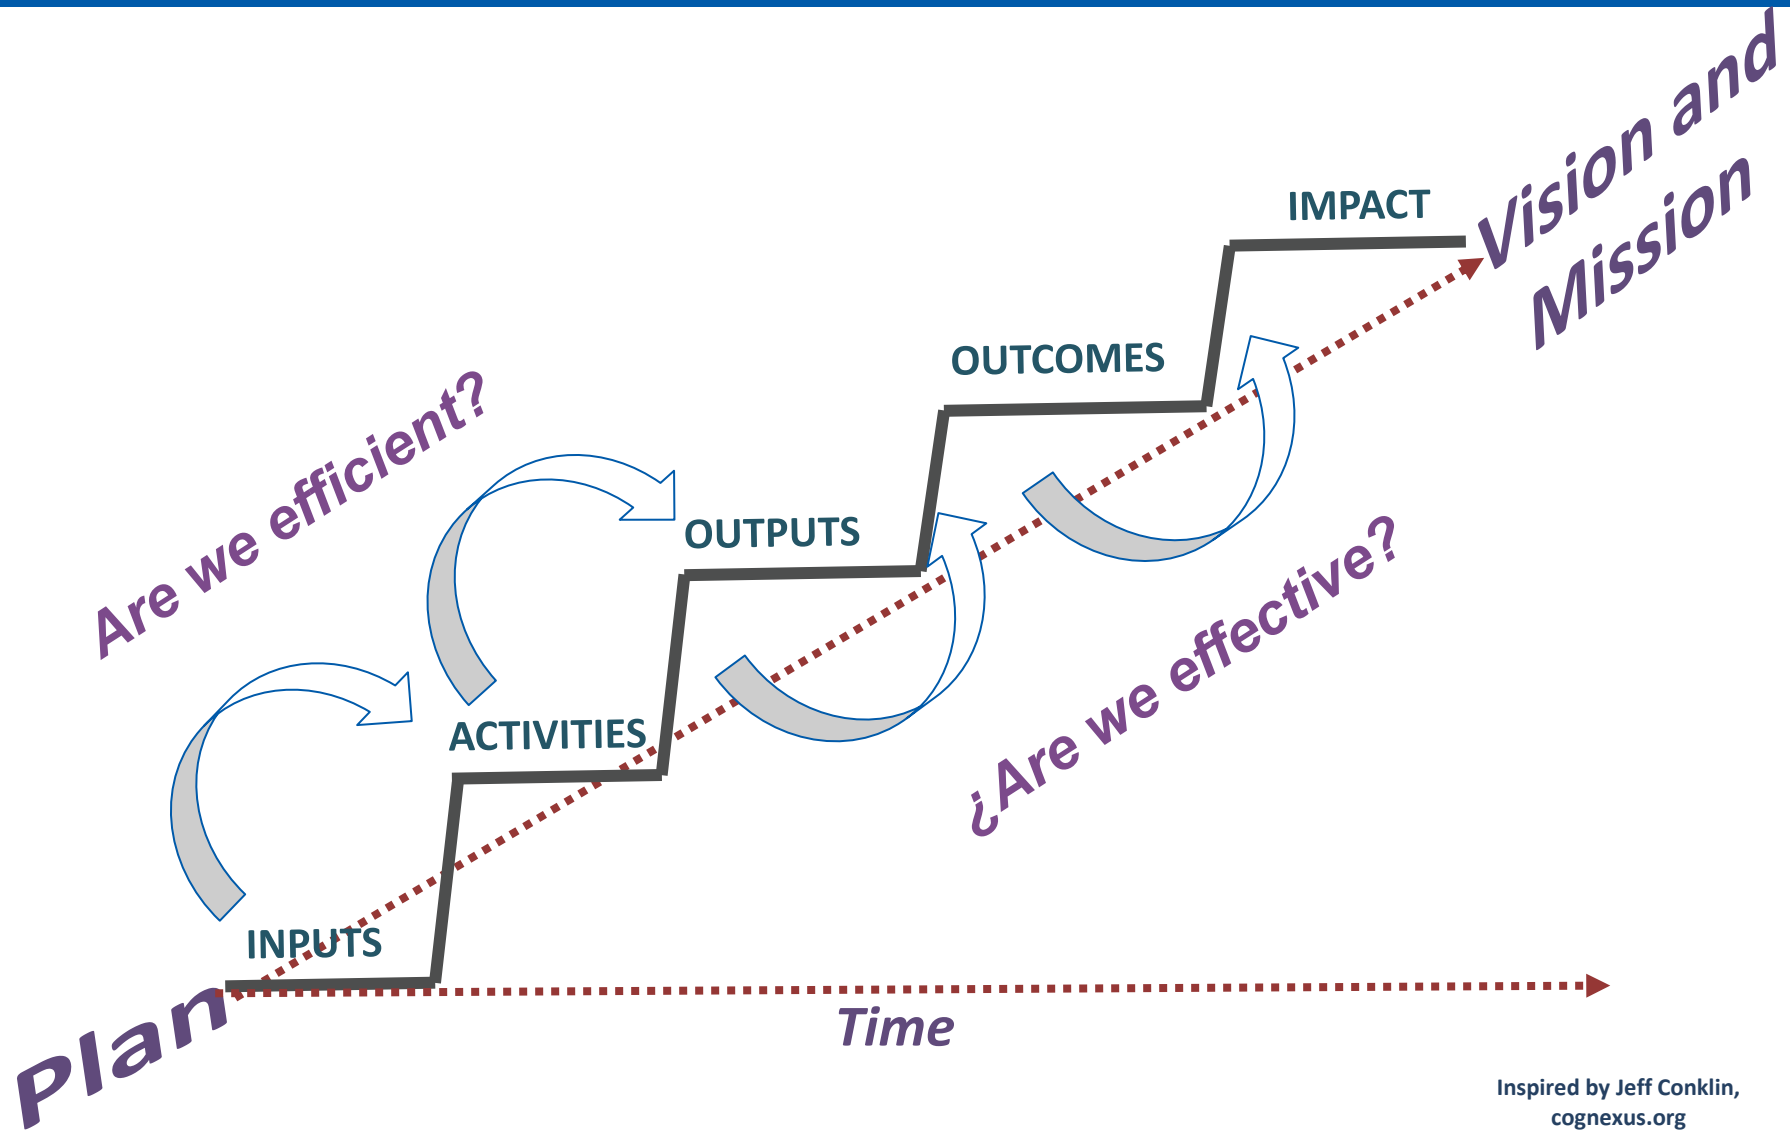 Vision and
Mission
IMPACT
OUTCOMES
Are we efficient?
OUTPUTS
¿Are we effective?
ACTIVITIES
INPUTS
Plan
Time
Inspired by Jeff Conklin,
cognexus.org